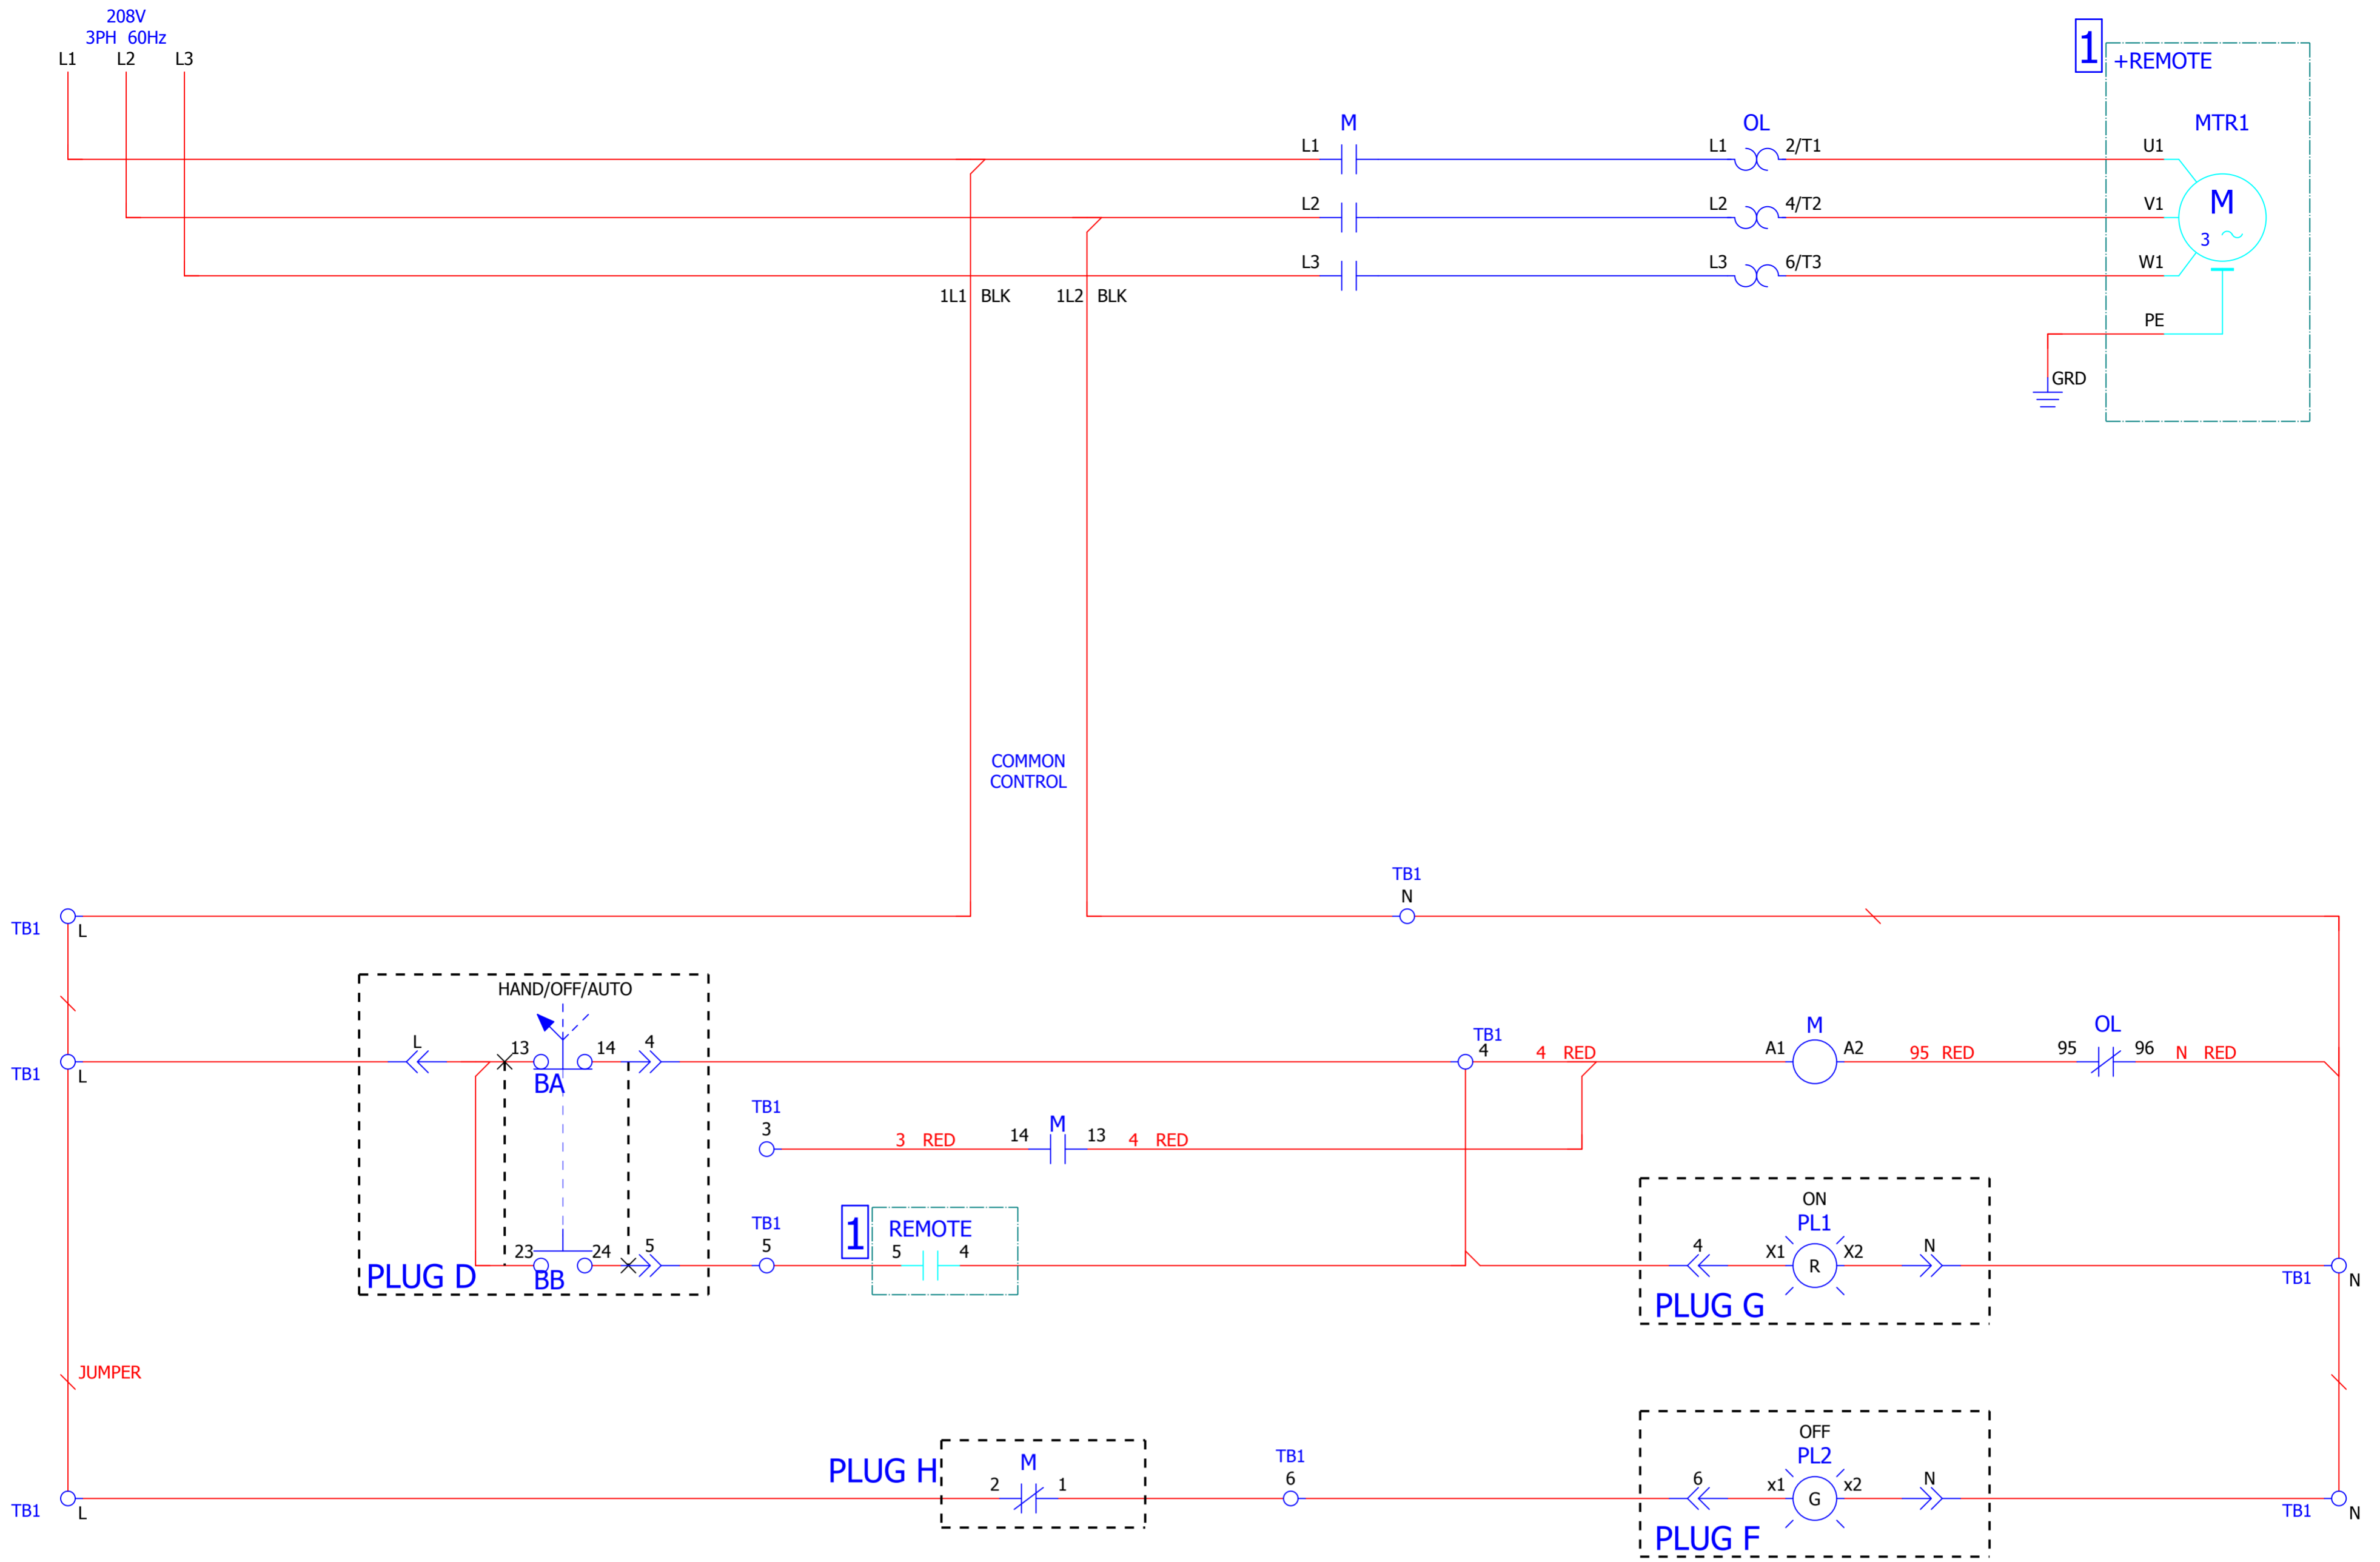 208V
3PH 60Hz
L1 L2 L3
1
+REMOTE
M OL MTR1
L1 L1 2/T1 U1
L2 L2 4/T2 V1
M
3
L3 L3 6/T3 W1
1L1 BLK 1L2 BLK
PE
GRD
COMMON
CONTROL
TB1
N
TB1 L
HAND/OFF/AUTO
L 13 14 4
BA
TB1 L
TB1
4
4 RED
A1 M A2
95 RED
OL
95 96
N RED
TB1
3
3 RED
14 M 13
4 RED
TB1
5
1
REMOTE
5 4
23 24 5
BB
PLUG D
ON
PL1
4 X1 R X2 N
PLUG G
TB1 N
JUMPER
PLUG H
M
2 1
TB1
6
OFF
PL2
6 x1 G x2 N
PLUG F
TB1 L
TB1 N